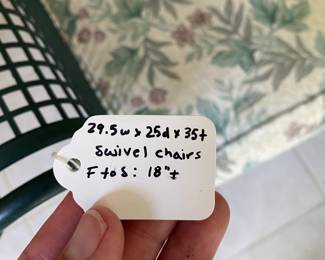 29.5w x 25d x 35t
Swivel chairs
F to S: 18"t